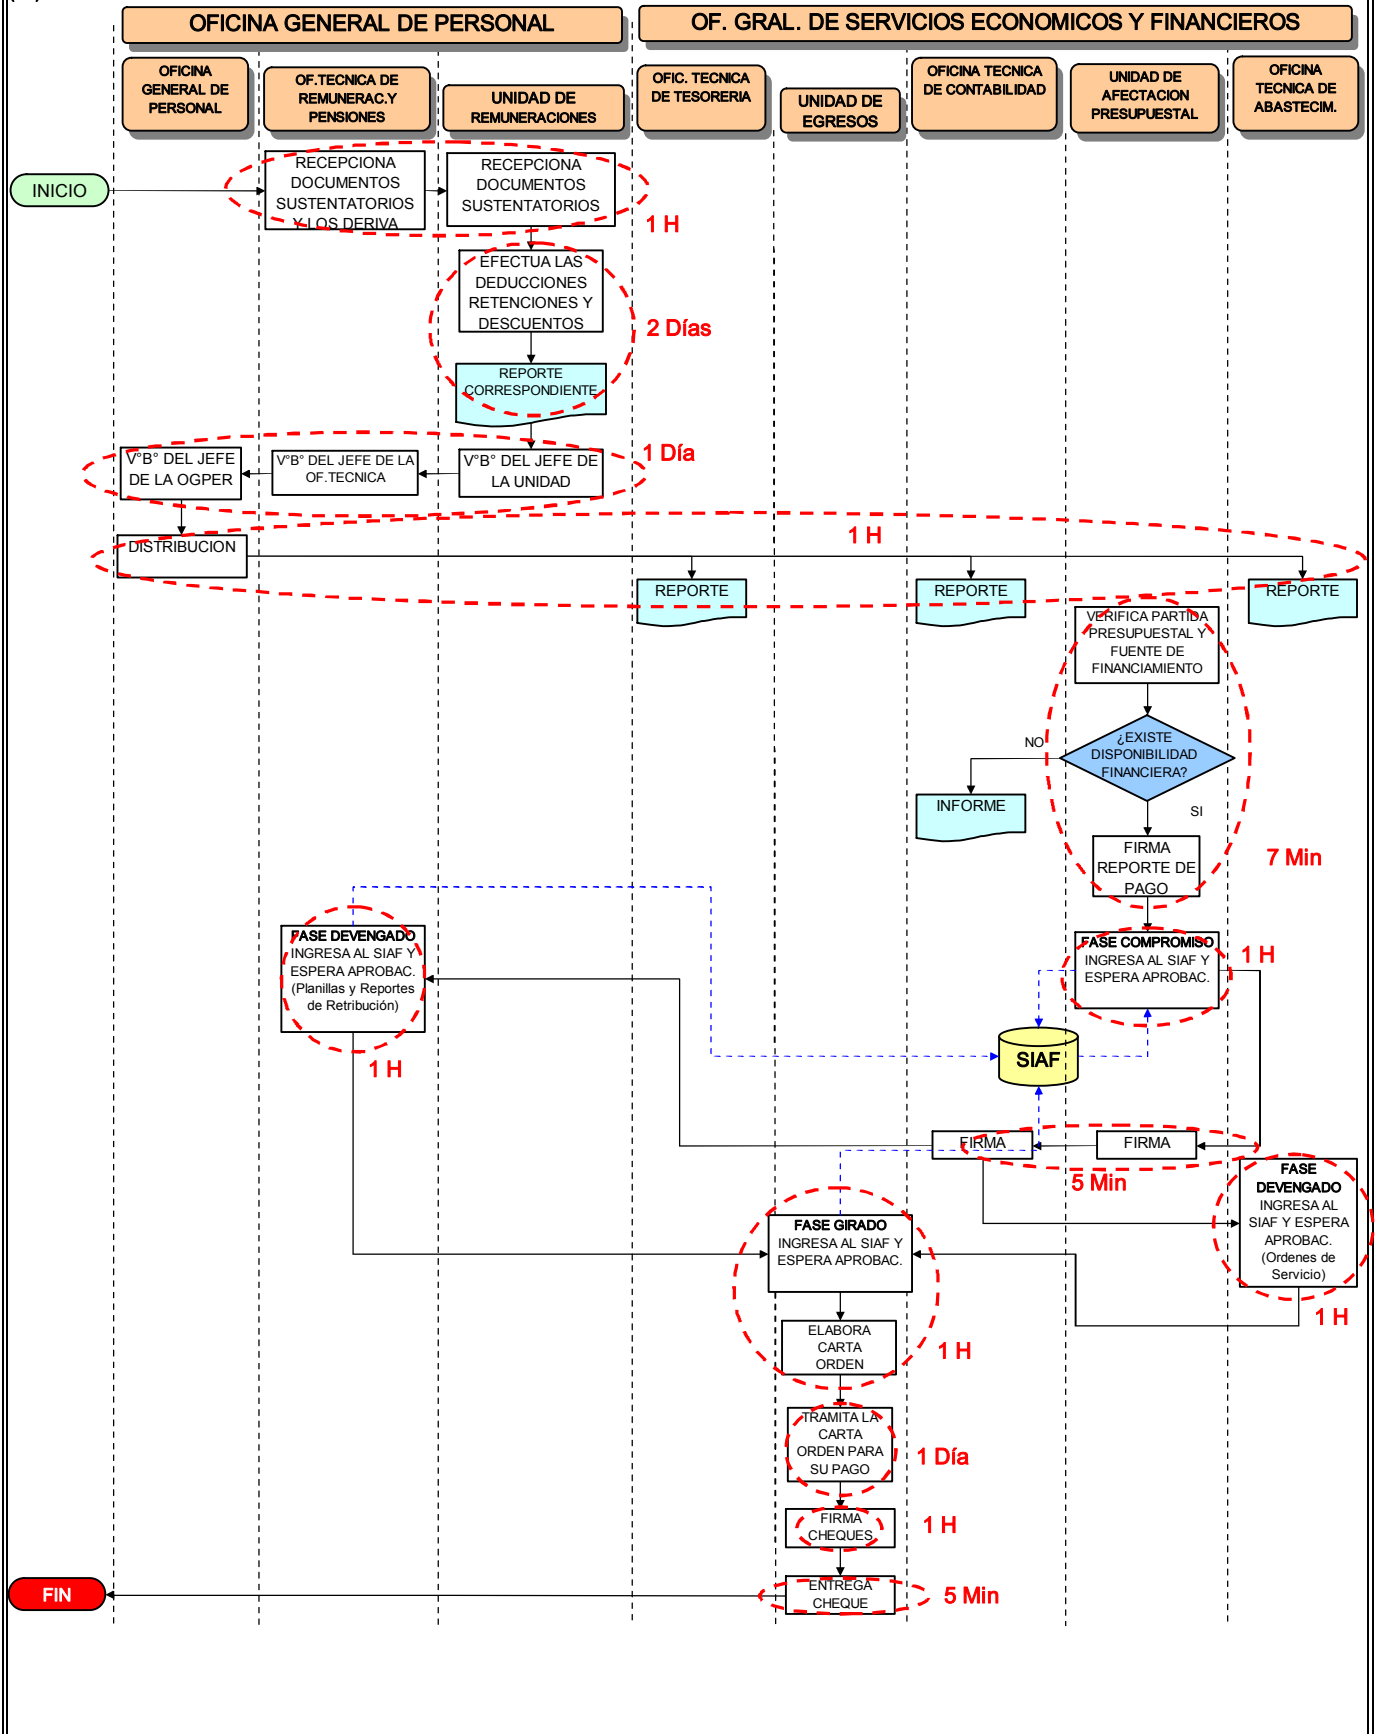 OFICINA GENERAL DE PERSONAL
OF. GRAL. DE SERVICIOS ECONOMICOS Y FINANCIEROS
OFICINA
GENERAL DE
PERSONAL
OF.TECNICA DE
REMUNERAC.Y
PENSIONES
UNIDAD DE
REMUNERACIONES
OFIC. TECNICA
DE TESORERIA
UNIDAD DE
EGRESOS
OFICINA TECNICA
DE CONTABILIDAD
UNIDAD DE
AFECTACION
PRESUPUESTAL
OFICINA
TECNICA DE
ABASTECIM.
INICIO
RECEPCIONA
DOCUMENTOS
SUSTENTATORIOS
Y LOS DERIVA
RECEPCIONA
DOCUMENTOS
SUSTENTATORIOS
1 H
EFECTUA LAS
DEDUCCIONES
RETENCIONES Y
DESCUENTOS
2 Días
REPORTE
CORRESPONDIENTE
V°B° DEL JEFE
DE LA OGPER
V°B° DEL JEFE DE LA
OF.TECNICA
V°B° DEL JEFE DE
LA UNIDAD
1 Día
DISTRIBUCION
1 H
REPORTE
REPORTE
REPORTE
VERIFICA PARTIDA
PRESUPUESTAL Y
FUENTE DE
FINANCIAMIENTO
¿EXISTE
DISPONIBILIDAD
FINANCIERA?
NO
SI
INFORME
FIRMA
REPORTE DE
PAGO
7 Min
FASE DEVENGADO
INGRESA AL SIAF Y
ESPERA APROBAC.
(Planillas y Reportes
de Retribución)
1 H
FASE COMPROMISO
INGRESA AL SIAF Y
ESPERA APROBAC.
1 H
SIAF
FIRMA
FIRMA
5 Min
FASE
DEVENGADO
INGRESA AL
SIAF Y ESPERA
APROBAC.
(Ordenes de
Servicio)
1 H
FASE GIRADO
INGRESA AL SIAF Y
ESPERA APROBAC.
ELABORA
CARTA
ORDEN
1 H
TRAMITA LA
CARTA
ORDEN PARA
SU PAGO
1 Día
FIRMA
CHEQUES
1 H
ENTREGA
CHEQUE
5 Min
FIN